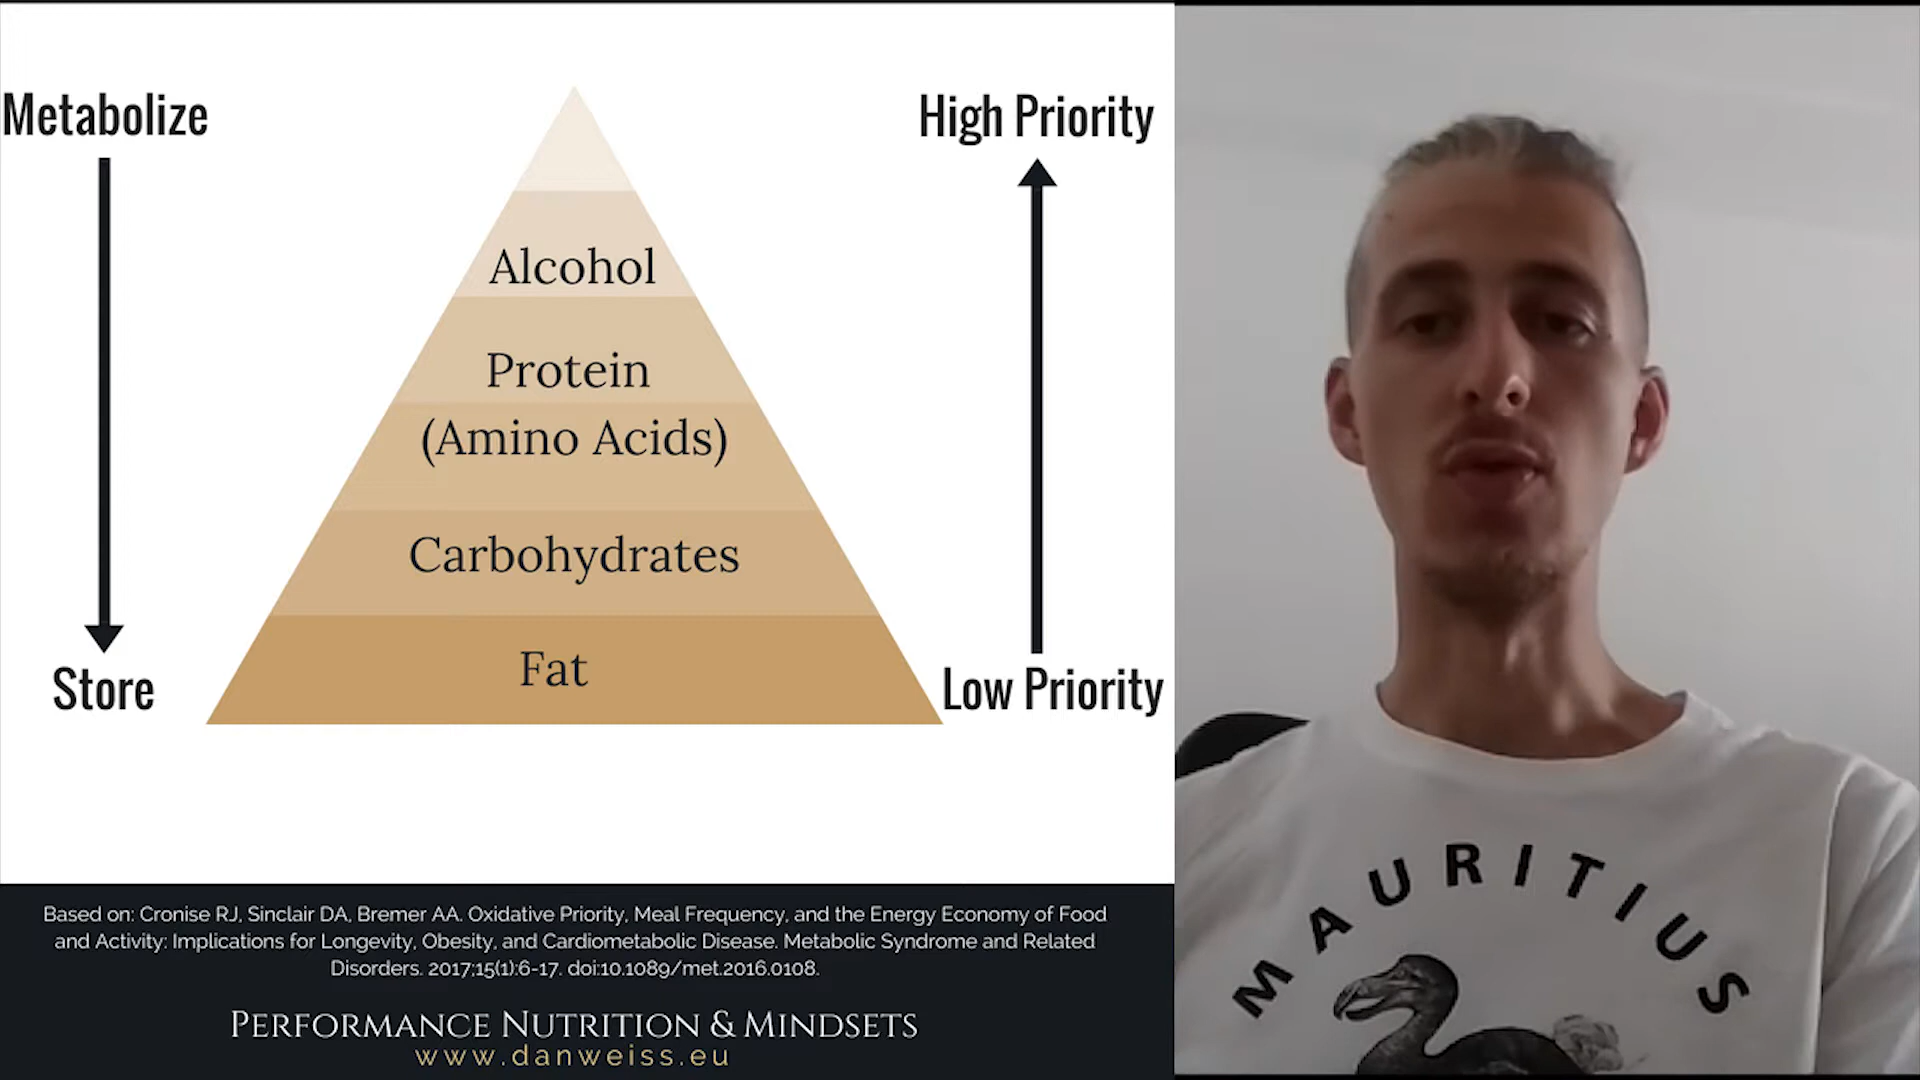 Metabolize
High Priority
Alcohol
Protein
(Amino Acids)
Carbohydrates
Fat
Store
Low Priority
Based on: Cronise RJ, Sinclair DA, Bremer AA. Oxidative Priority, Meal Frequency, and the Energy Economy of Food
and Activity: Implications for Longevity, Obesity, and Cardiometabolic Disease. Metabolic Syndrome and Related
Disorders. 2017;15(1):6-17. doi:10.1089/met.2016.0108.
PERFORMANCE NUTRITION & MINDSETS
www.danweiss.eu
MAURITIUS